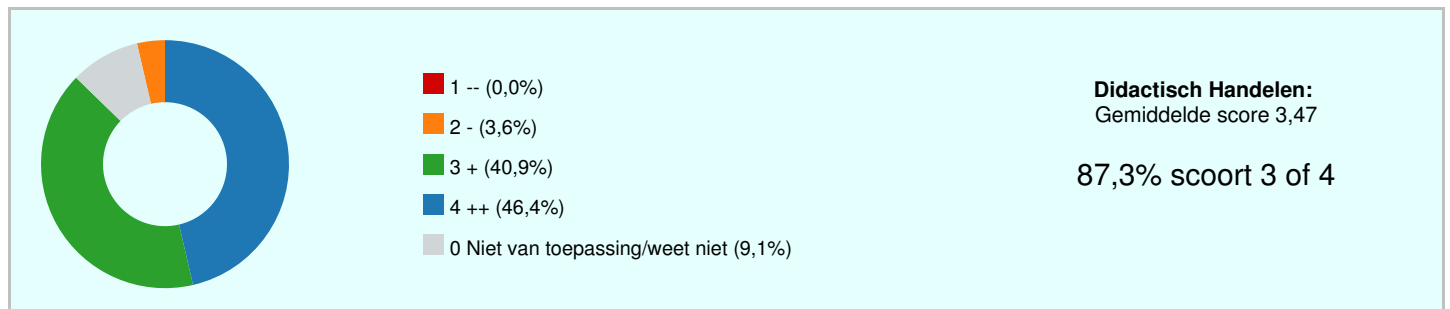 1 -- (0,0%)
2 - (3,6%)
3 + (40,9%)
4 ++ (46,4%)
0 Niet van toepassing/weet niet (9,1%)
Didactisch Handelen:
Gemiddelde score 3,47
87,3% scoort 3 of 4